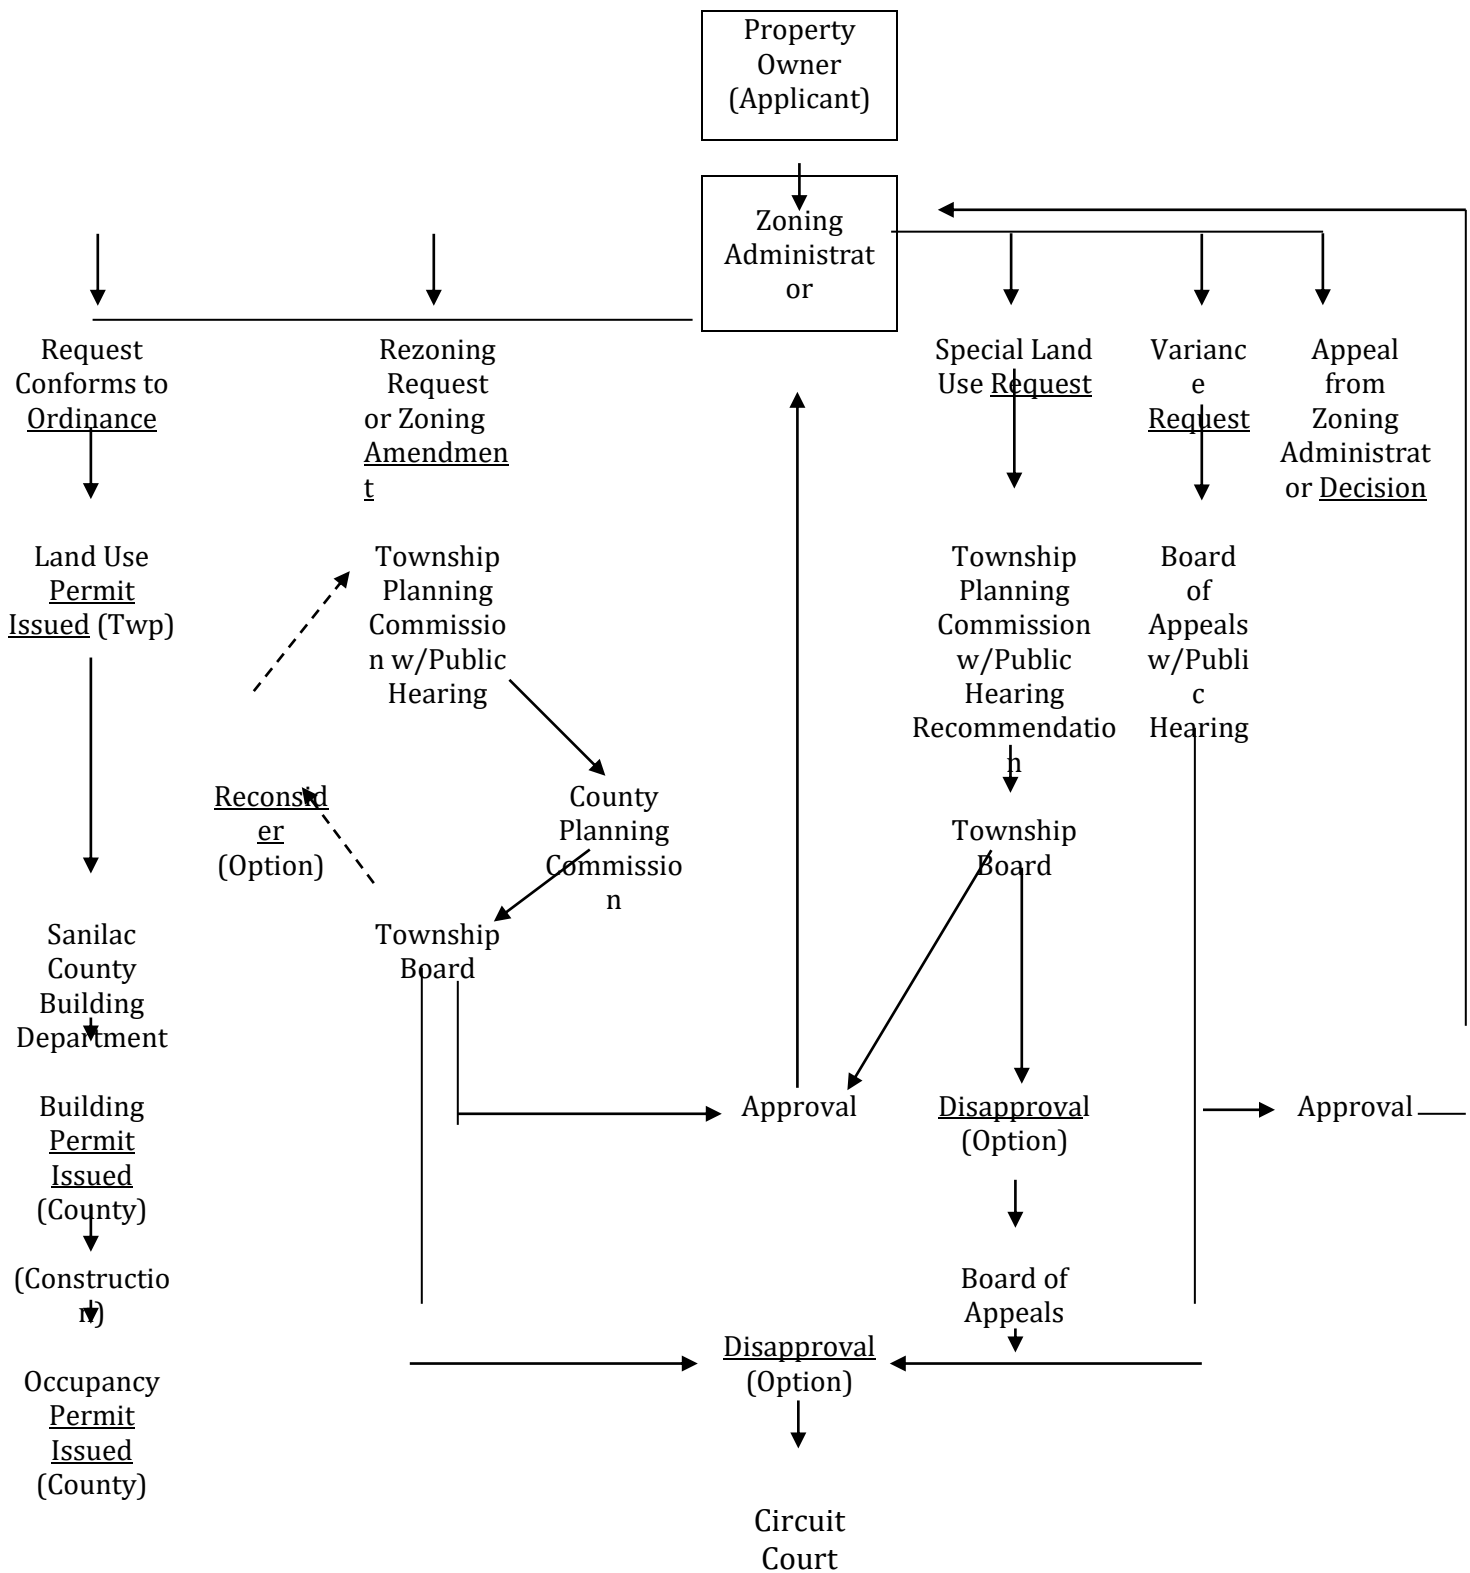 Property
Owner
(Applicant)
Zoning
Administrat
or
Request
Conforms to
Ordinance
Rezoning
Request
or Zoning
Amendmen
t
Special Land
Use Request
Varianc
e
Request
Appeal
from
Zoning
Administrat
or Decision
Land Use
Permit
Issued (Twp)
Township
Planning
Commissio
n w/Public
Hearing
Township
Planning
Commission
w/Public
Hearing
Recommendatio
n
Board
of
Appeals
w/Publi
c
Hearing
Reconsid
er
(Option)
County
Planning
Commissio
n
Township
Board
Sanilac
County
Building
Department
Township
Board
Building
Permit
Issued
(County)
Approval
Disapproval
(Option)
Approval
(Constructio
n)
Board of
Appeals
Disapproval
(Option)
Occupancy
Permit
Issued
(County)
Circuit
Court